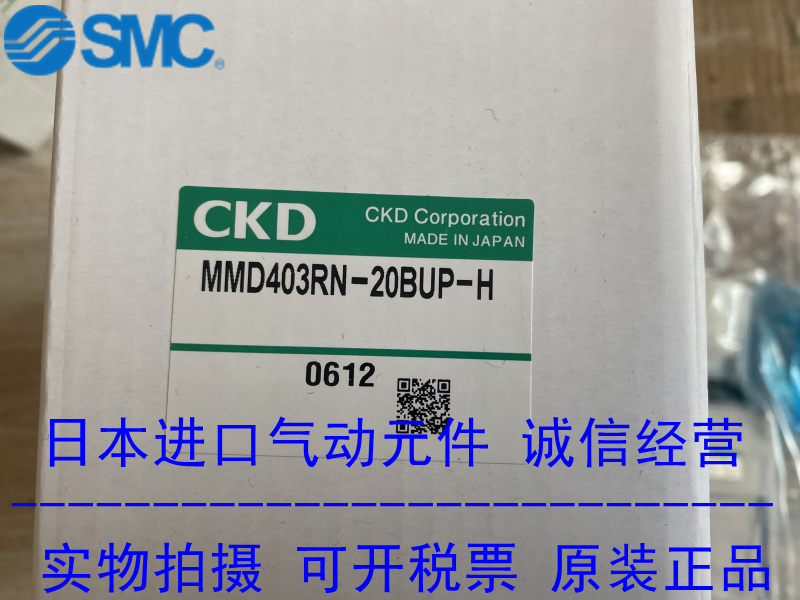 SMC®
CKD
CKD Corporation
MADE IN JAPAN
MMD403RN-20BUP-H
0612
日本进口气动元件 诚信经营
实物拍摄 可开税票 原装正品